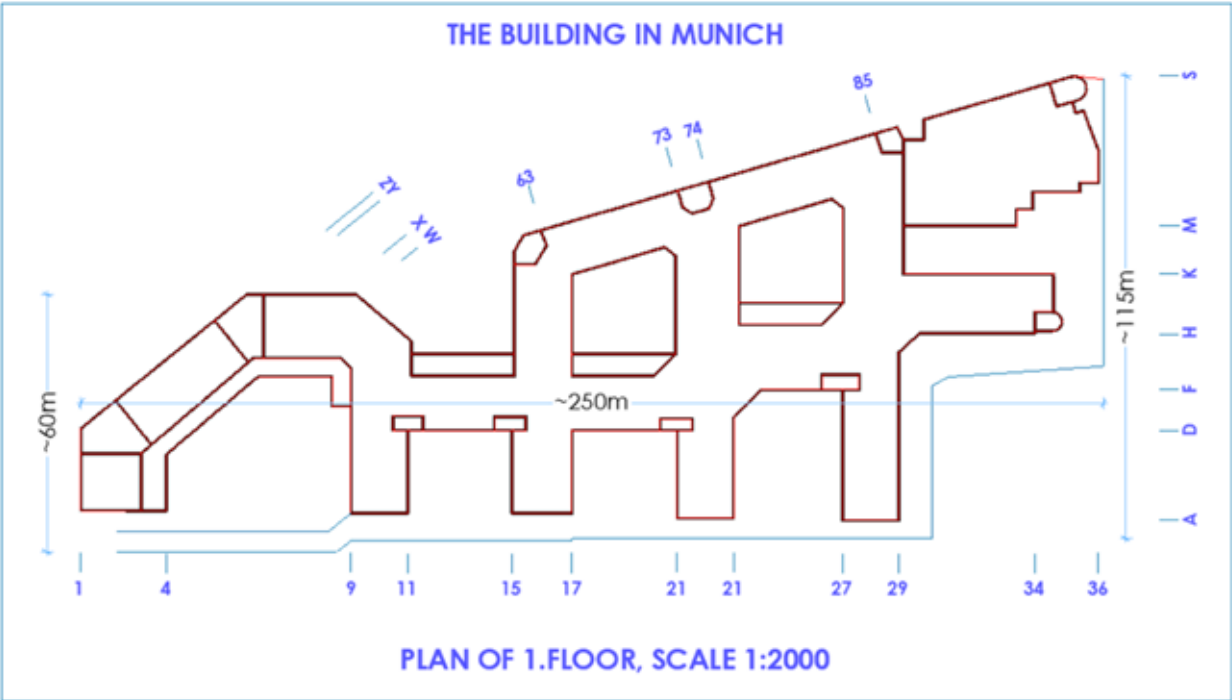 THE BUILDING IN MUNICH
S
85
73 74
63
ZY
X W
M
K
~115m
H
~60m
~250m
F
D
A
1 4 9 11 15 17 21 21 27 29 34 36
PLAN OF 1.FLOOR, SCALE 1:2000